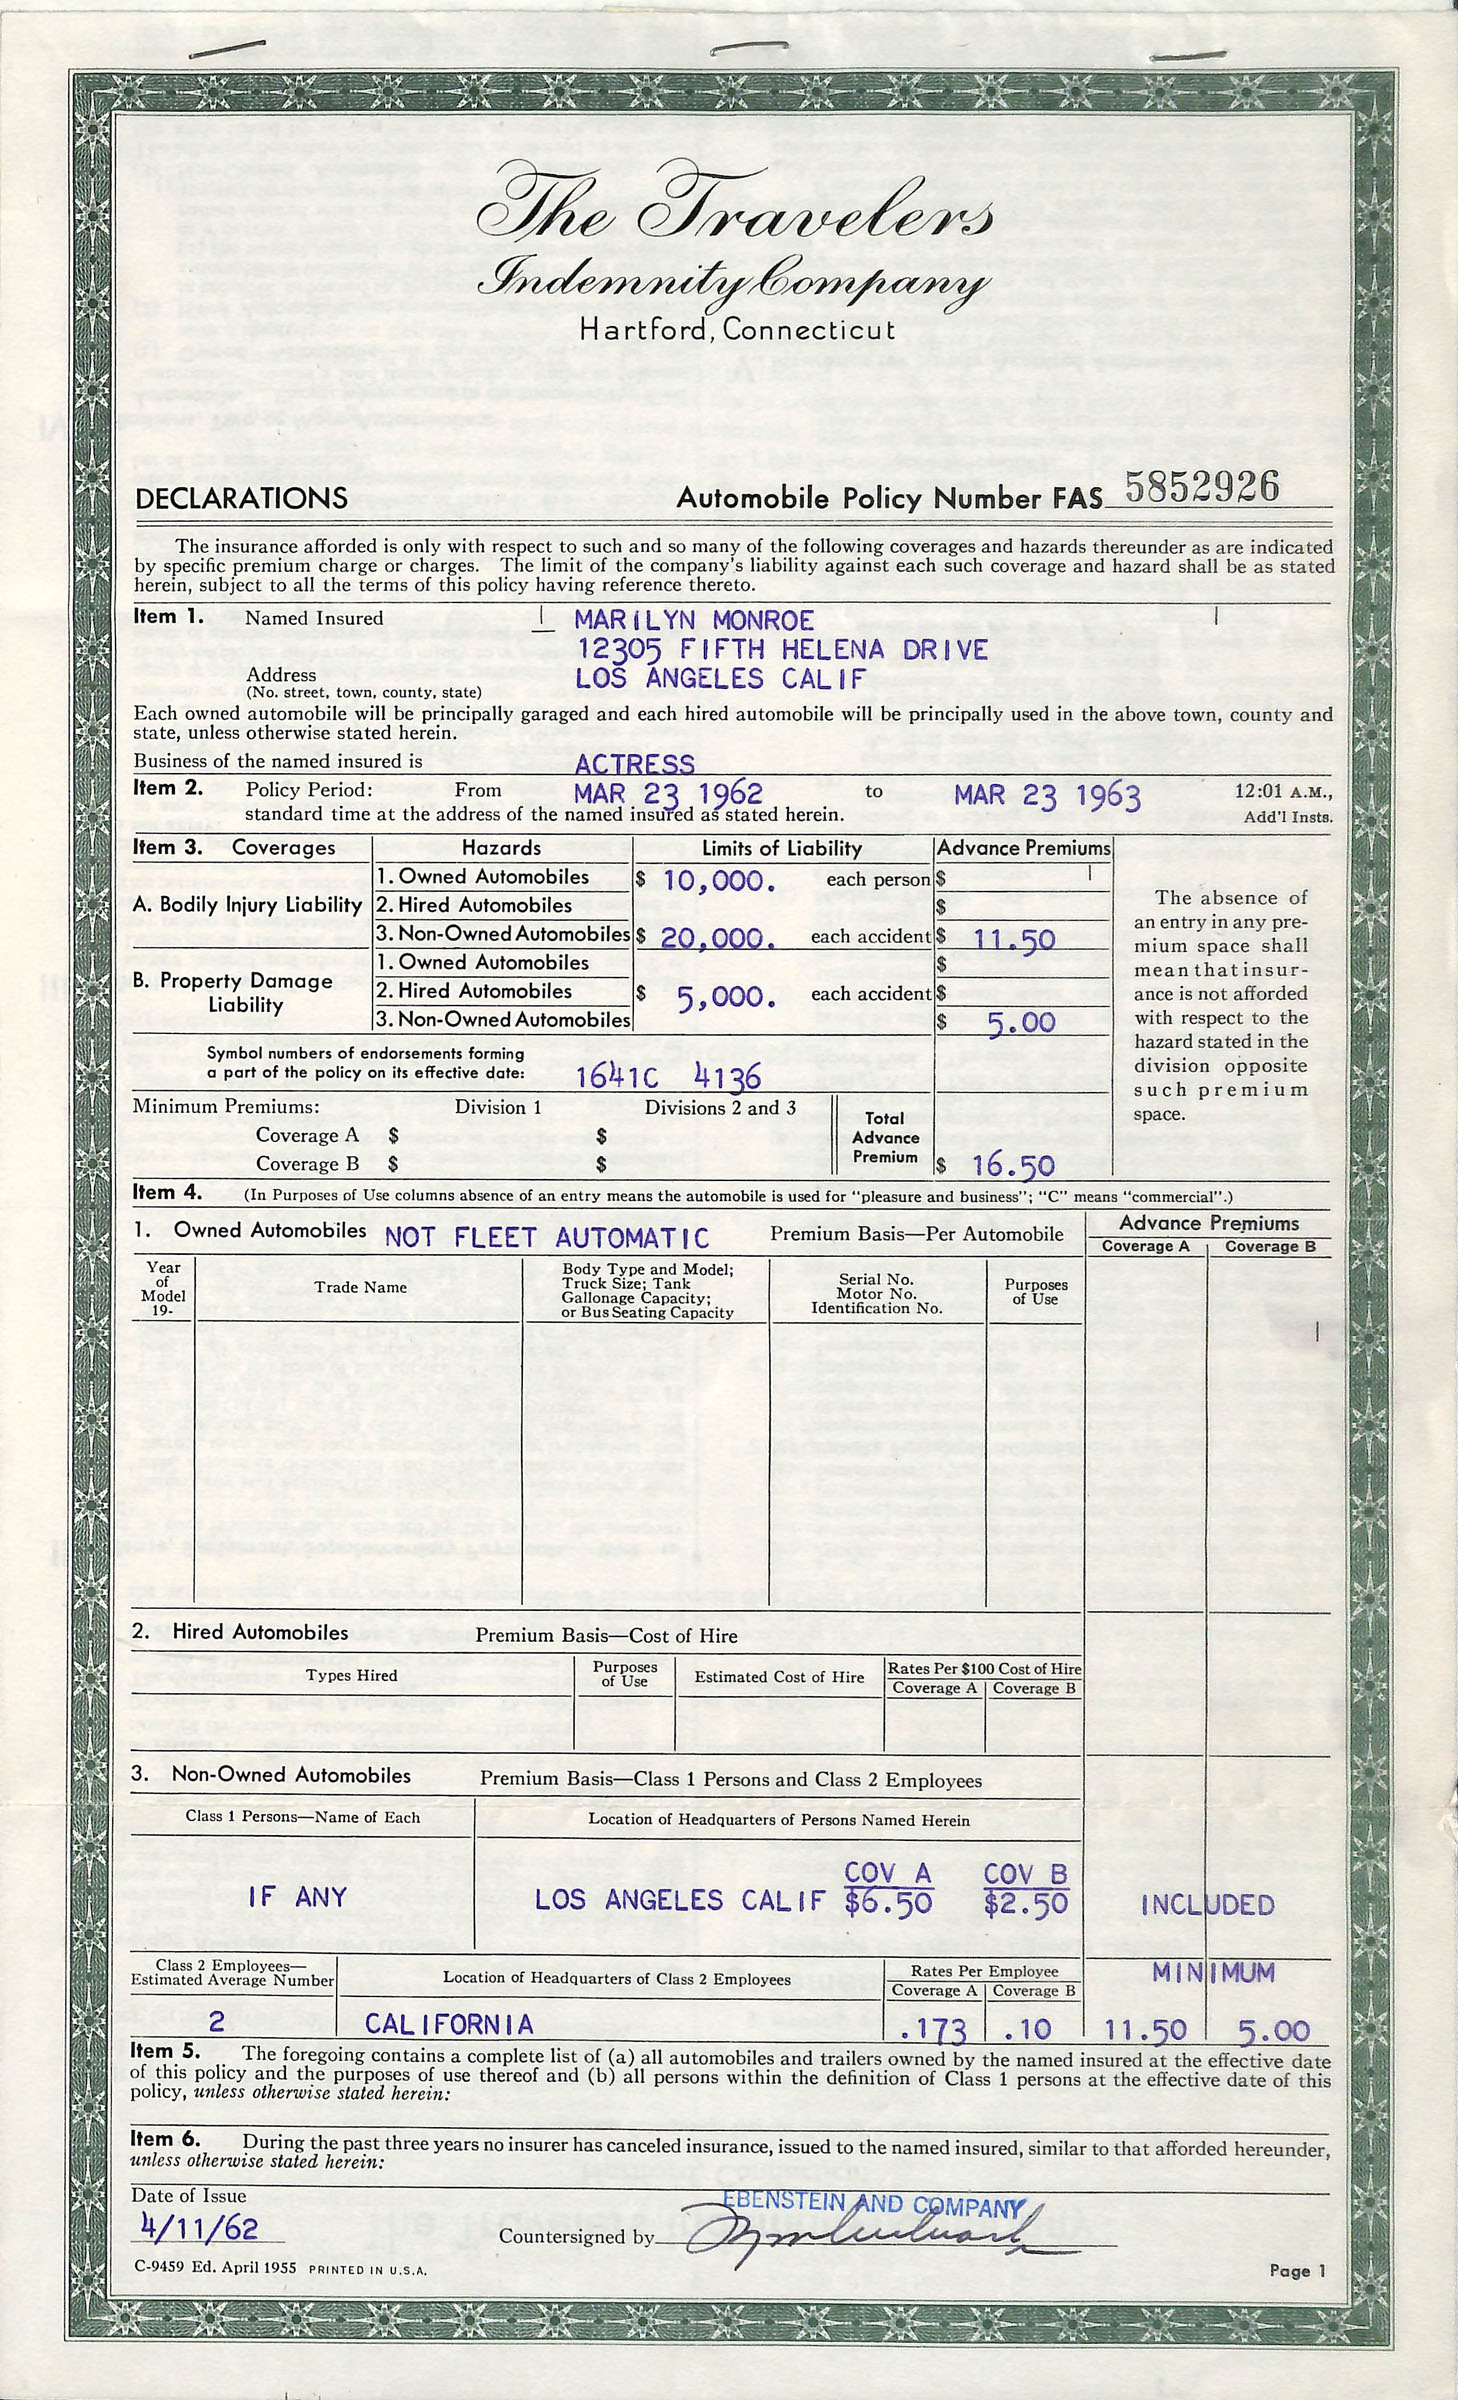 The Travelers
Indemnity Company
Hartford, Connecticut
DECLARATIONS Automobile Policy Number FAS 5852926
The insurance afforded is only with respect to such and so many of the following coverages and hazards thereunder as are indicated
by specific premium charge or charges. The limit of the company's liability against each such coverage and hazard shall be as stated
herein, subject to all the terms of this policy having reference thereto.
Item 1. Named Insured MARILYN MONROE
12305 FIFTH HELENA DRIVE
Address LOS ANGELES CALIF
(No. street, town, county, state)
Each owned automobile will be principally garaged and each hired automobile will be principally used in the above town, county and
state, unless otherwise stated herein.
Business of the named insured is ACTRESS
Item 2. Policy Period: From MAR 23 1962 to MAR 23 1963 12:01 A.M.,
standard time at the address of the named insured as stated herein. Add'l Insts.
Item 3. Coverages Hazards Limits of Liability Advance Premiums
1. Owned Automobiles $ 10,000. each person $
A. Bodily Injury Liability 2. Hired Automobiles $
3. Non-Owned Automobiles $ 20,000. each accident $ 11.50
1. Owned Automobiles $
B. Property Damage
Liability
2. Hired Automobiles $ 5,000. each accident $
3. Non-Owned Automobiles $ 5.00
The absence of
an entry in any pre-
mium space shall
mean that insur-
ance is not afforded
with respect to the
hazard stated in the
division opposite
such premium
space.
Symbol numbers of endorsements forming
a part of the policy on its effective date: 1641C 4136
Minimum Premiums: Division 1 Divisions 2 and 3
Coverage A $ $
Coverage B $ $
Total
Advance
Premium $ 16.50
Item 4. (In Purposes of Use columns absence of an entry means the automobile is used for "pleasure and business"; "C" means "commercial".)
1. Owned Automobiles NOT FLEET AUTOMATIC Premium Basis—Per Automobile Advance Premiums
Coverage A Coverage B
Year
of
Model
19-
Trade Name
Body Type and Model;
Truck Size; Tank
Gallonage Capacity;
or Bus Seating Capacity
Serial No.
Motor No.
Identification No.
Purposes
of Use
2. Hired Automobiles Premium Basis—Cost of Hire
Types Hired
Purposes
of Use
Estimated Cost of Hire
Rates Per $100 Cost of Hire
Coverage A Coverage B
3. Non-Owned Automobiles Premium Basis—Class 1 Persons and Class 2 Employees
Class 1 Persons—Name of Each Location of Headquarters of Persons Named Herein
COV A COV B
IF ANY LOS ANGELES CALIF $6.50 $2.50 INCLUDED
Class 2 Employees—
Estimated Average Number
Location of Headquarters of Class 2 Employees
Rates Per Employee
Coverage A Coverage B
MINIMUM
2 CALIFORNIA .173 .10 11.50 5.00
Item 5. The foregoing contains a complete list of (a) all automobiles and trailers owned by the named insured at the effective date
of this policy and the purposes of use thereof and (b) all persons within the definition of Class 1 persons at the effective date of this
policy, unless otherwise stated herein:
Item 6. During the past three years no insurer has canceled insurance, issued to the named insured, similar to that afforded hereunder,
unless otherwise stated herein:
Date of Issue
4/11/62
EBENSTEIN AND COMPANY
Countersigned by
C-9459 Ed. April 1955 PRINTED IN U.S.A. Page 1